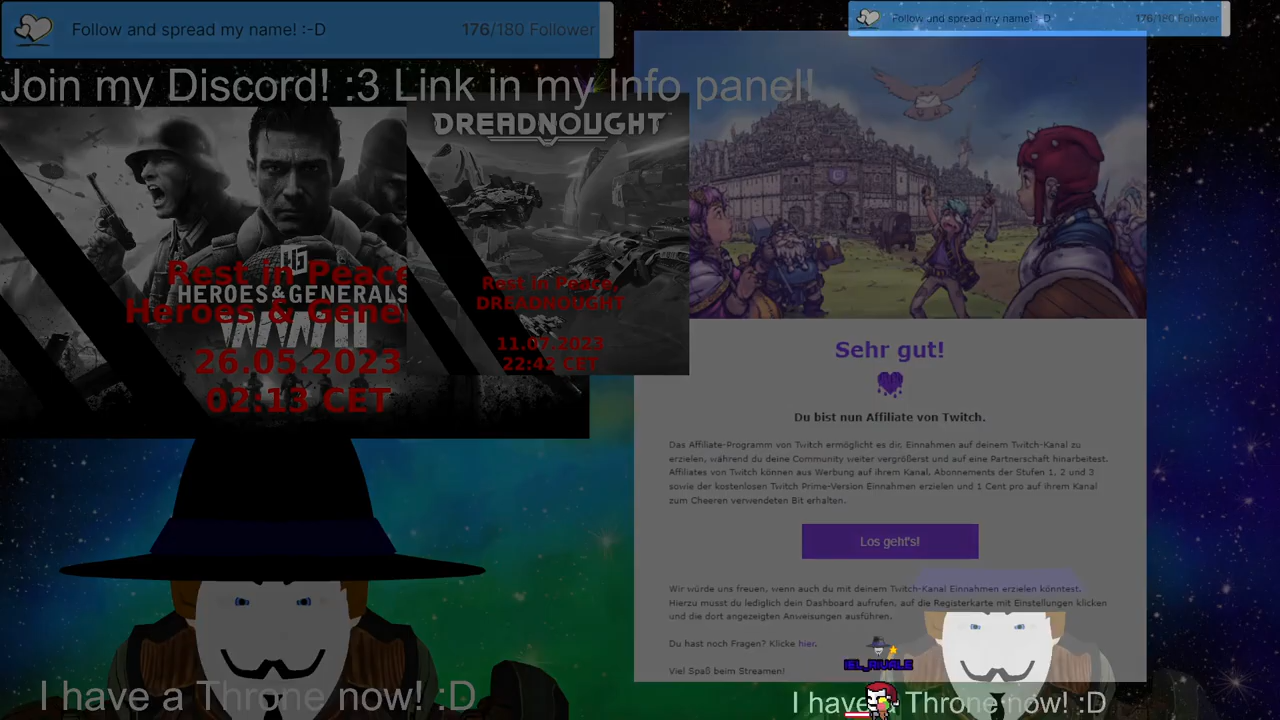 Follow and spread my name! :-D
176/180 Follower
Follow and spread my name! :-D
176/180 Follower
Join my Discord! :3 Link in my Info panel!
DREADNOUGHT
Rest in Peace
HEROES & GENERALS
Heroes & Gene
WWII
26.05.2023
02:13 CET
Rest in Peace,
DREADNOUGHT
11.07.2023
22:42 CET
Sehr gut!
Du bist nun Affiliate von Twitch.
Das Affiliate-Programm von Twitch ermöglicht es dir, Einnahmen auf deinem Twitch-Kanal zu
erzielen, während du deine Community weiter vergrößerst und auf eine Partnerschaft hinarbeitest.
Affiliates von Twitch können aus Werbung auf ihrem Kanal, Abonnements der Stufen 1, 2 und 3
sowie der kostenlosen Twitch Prime-Version Einnahmen erzielen und 1 Cent pro auf ihrem Kanal
zum Cheeren verwendeten Bit erhalten.
Los geht's!
Wir würde uns freuen, wenn auch du mit deinem Twitch-Kanal Einnahmen erzielen könntest.
Hierzu musst du lediglich dein Dashboard aufrufen, auf die Registerkarte mit Einstellungen klicken
und die dort angezeigten Anweisungen ausführen.
Du hast noch Fragen? Klicke hier.
Viel Spaß beim Streamen!
I have a Throne now! :D
I have a Throne now! :D